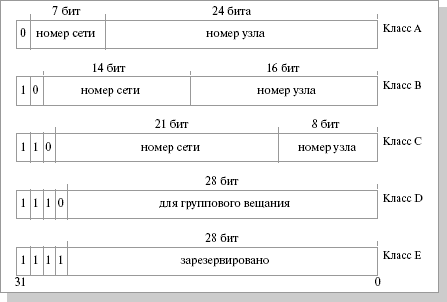 7 бит 24 бита
0 номер сети номер узла Класс A
14 бит 16 бит
1 0 номер сети номер узла Класс B
21 бит 8 бит
1 1 0 номер сети номер узла Класс C
28 бит
1 1 1 0 для группового вещания Класс D
28 бит
1 1 1 1 зарезервировано Класс E
31 0